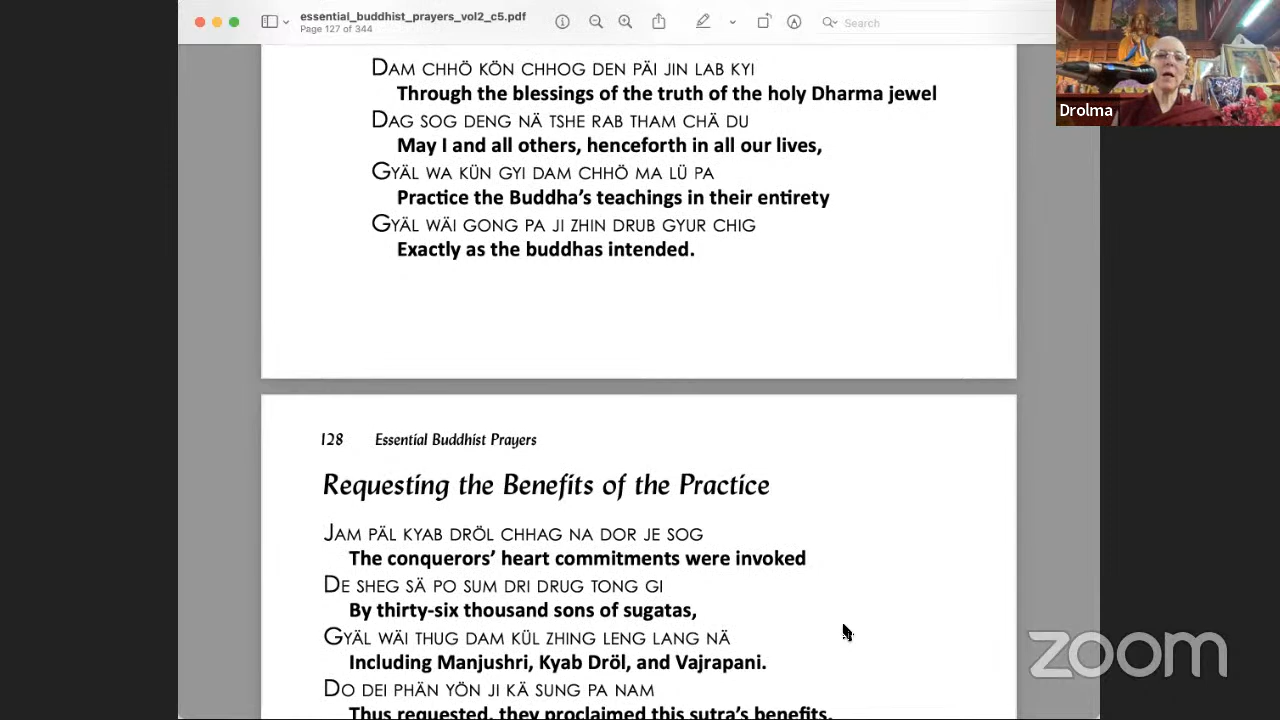 essential_buddhist_prayers_vol2_c5.pdf
Page 127 of 344
Search
Drolma
DAM CHHÖ KÖN CHHOG DEN PÄI JIN LAB KYI
Through the blessings of the truth of the holy Dharma jewel
DAG SOG DENG NÄ TSHE RAB THAM CHÄ DU
May I and all others, henceforth in all our lives,
GYÄL WA KÜN GYI DAM CHHÖ MA LÜ PA
Practice the Buddha’s teachings in their entirety
GYÄL WÄI GONG PA JI ZHIN DRUB GYUR CHIG
Exactly as the buddhas intended.
128 Essential Buddhist Prayers
Requesting the Benefits of the Practice
JAM PÄL KYAB DRÖL CHHAG NA DOR JE SOG
The conquerors’ heart commitments were invoked
DE SHEG SÄ PO SUM DRI DRUG TONG GI
By thirty-six thousand sons of sugatas,
GYÄL WÄI THUG DAM KÜL ZHING LENG LANG NÄ
Including Manjushri, Kyab Dröl, and Vajrapani.
DO DEI PHÄN YÖN JI KÄ SUNG PA NAM
Thus requested, they proclaimed this sutra’s benefits.
zoom